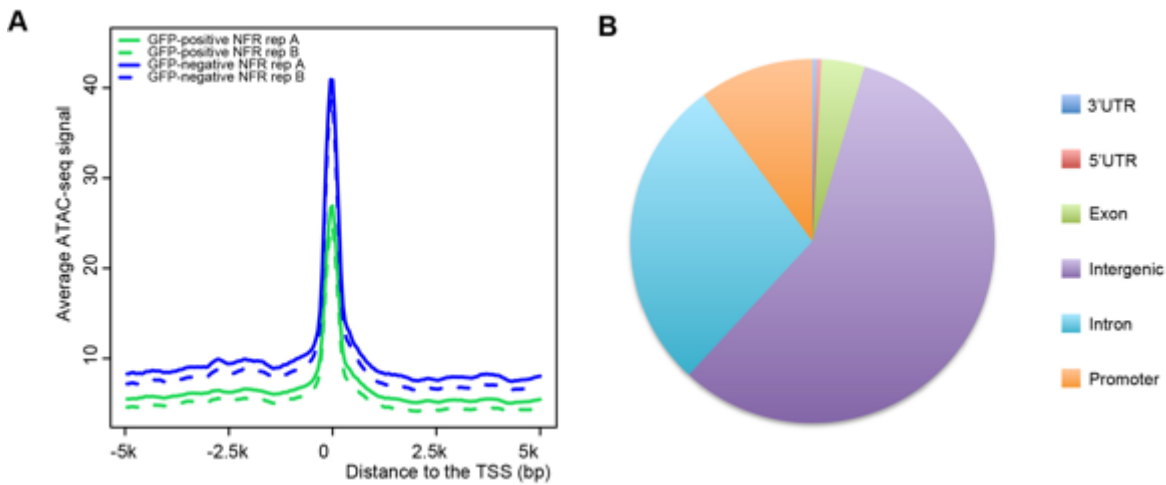 A
GFP-positive NFR rep A
GFP-positive NFR rep B
GFP-negative NFR rep A
GFP-negative NFR rep B
Average ATAC-seq signal
40
30
20
10
-5k
-2.5k
0
2.5k
5k
Distance to the TSS (bp)
B
3'UTR
5'UTR
Exon
Intergenic
Intron
Promoter